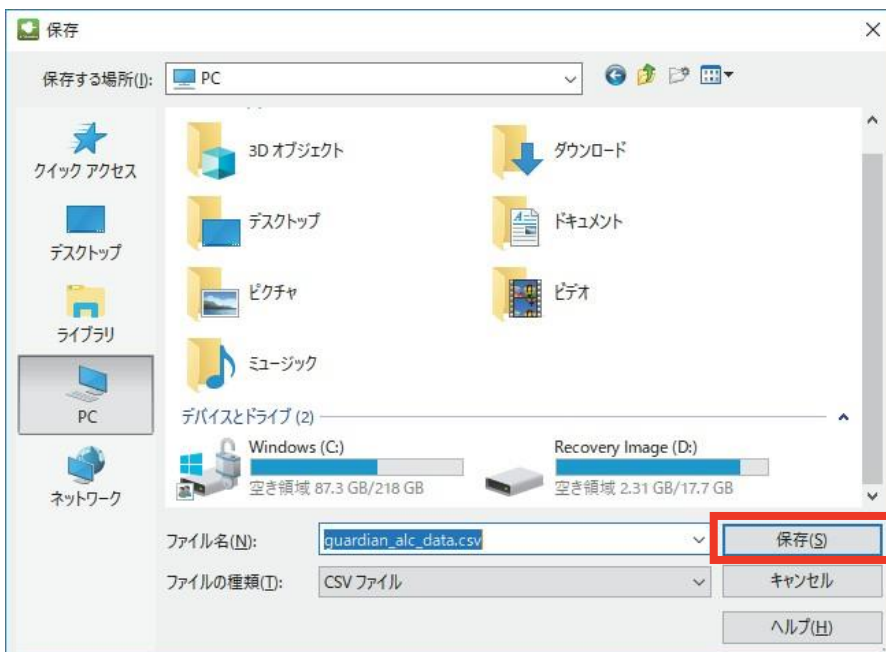 保存
保存する場所(I):
PC
クイック アクセス
デスクトップ
ライブラリ
PC
ネットワーク
3D オブジェクト
ダウンロード
デスクトップ
ドキュメント
ピクチャ
ビデオ
ミュージック
デバイスとドライブ (2)
Windows (C:)
空き領域 87.3 GB/218 GB
Recovery Image (D:)
空き領域 2.31 GB/17.7 GB
ファイル名(N):
guardian_alc_data.csv
保存(S)
ファイルの種類(T):
CSV ファイル
キャンセル
ヘルプ(H)